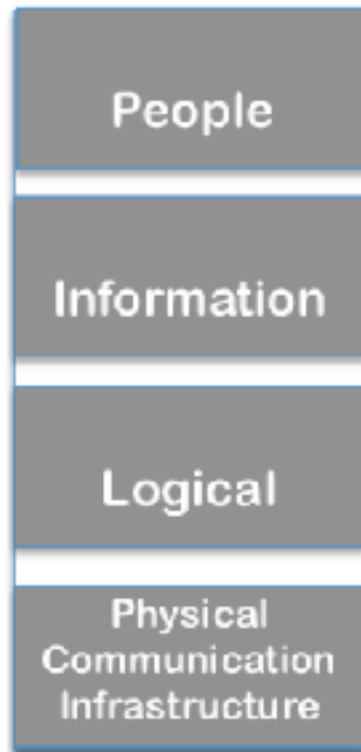 People
Information
Logical
Physical
Communication
Infrastructure